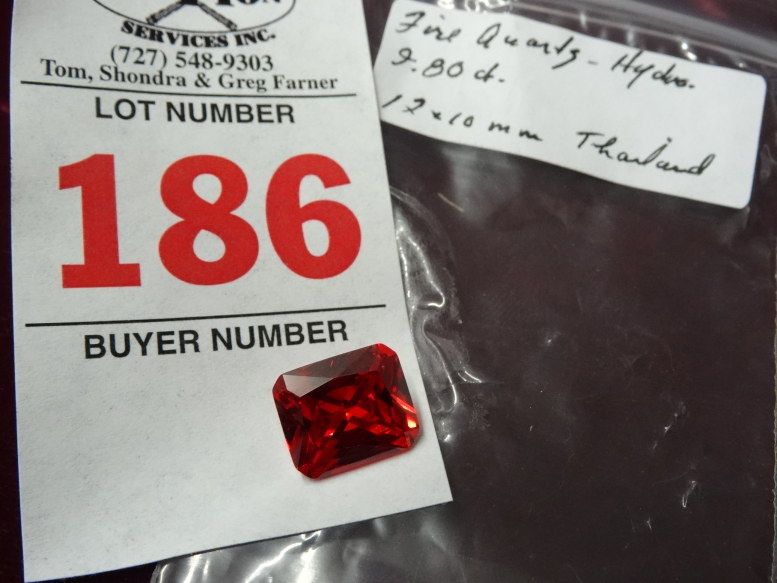 SERVICES INC.
(727) 548-9303
Tom, Shondra & Greg Farner
LOT NUMBER
186
BUYER NUMBER
Fire Quartz - Hydro.
9.80 ct.
12 x 10 mm Thailand